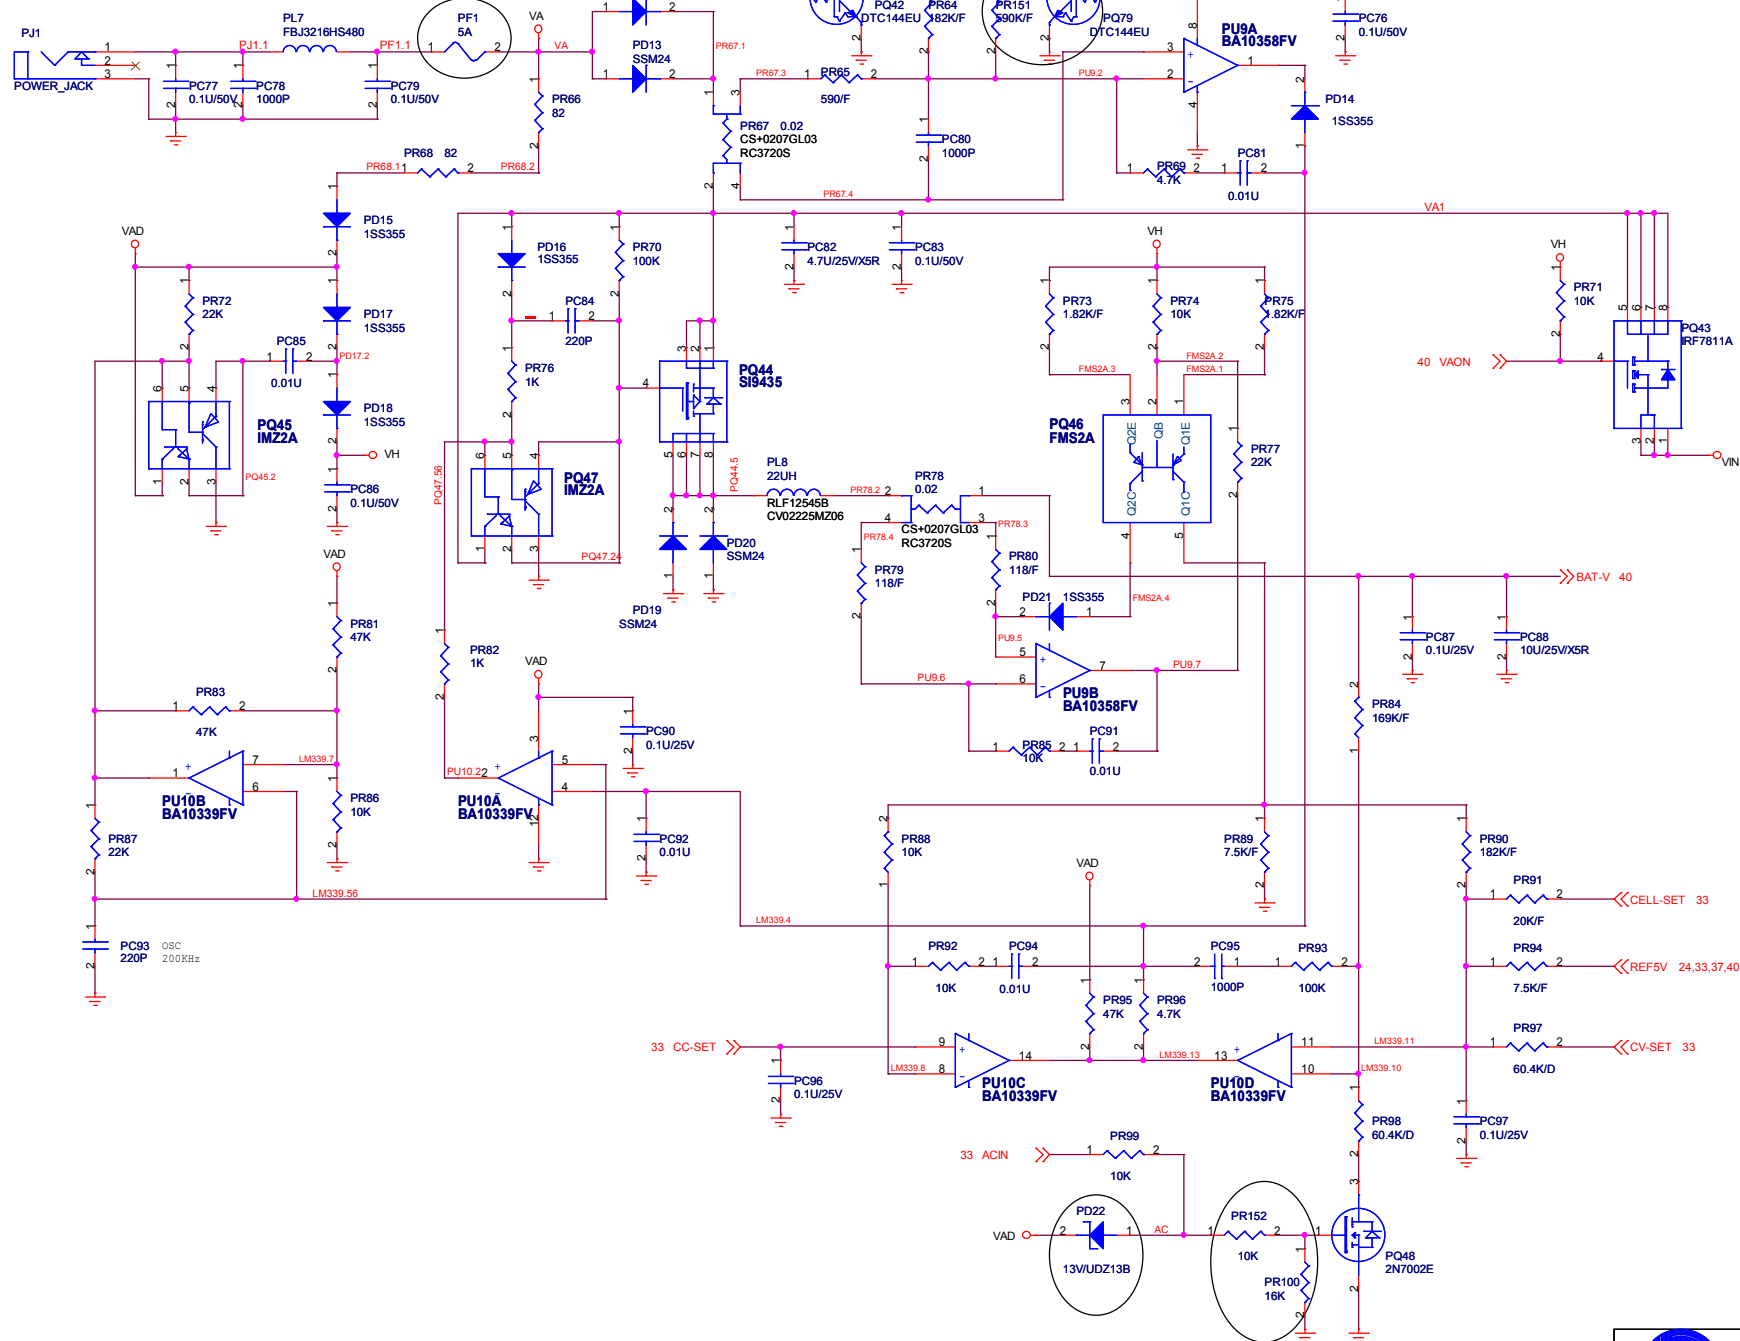 PJ1
POWER_JACK
PJ1.1
PL7
FBJ3216HS480
PF1.1
PF1
5A
VA
VA
PC77
0.1U/50V
PC78
1000P
PC79
0.1U/50V
PR66
82
PD13
SSM24
PR67.1
PQ42
DTC144EU
PR64
182K/F
PR151
590K/F
PQ79
DTC144EU
PU9A
BA10358FV
PC76
0.1U/50V
PR67.3
PR65
590/F
PU9.2
PD14
1SS355
PR67 0.02
CS+0207GL03
RC3720S
PC80
1000P
PR69
4.7K
PC81
0.01U
PR68 82
PR68.1
PR68.2
PR67.4
VA1
PD15
1SS355
VAD
PR72
22K
PD17
1SS355
PC85
0.01U
PD17.2
PQ45
IMZ2A
PQ45.2
PD18
1SS355
VH
PC86
0.1U/50V
PD16
1SS355
PR70
100K
PC84
220P
PR76
1K
PQ47
IMZ2A
PQ47.56
PQ47.24
PC82
4.7U/25V/X5R
PC83
0.1U/50V
PQ44
SI9435
PQ44.5
PL8
22UH
RLF12545B
CV02225MZ06
PD20
SSM24
PD19
SSM24
PR78.2
PR78
0.02
CS+0207GL03
RC3720S
PR78.4
PR78.3
PR79
118/F
PR80
118/F
PD21 1SS355
FMS2A.4
PU9.5
PU9.6
PU9.7
PU9B
BA10358FV
PR85
10K
PC91
0.01U
VH
PR73
1.82K/F
PR74
10K
PR75
1.82K/F
FMS2A.2
FMS2A.3
FMS2A.1
PQ46
FMS2A
Q2E
QB
Q1E
Q2C
Q1C
PR77
22K
VH
PR71
10K
40 VAON
PQ43
IRF7811A
VIN
BAT-V 40
PC87
0.1U/25V
PC88
10U/25V/X5R
PR84
169K/F
VAD
PR81
47K
PR83
47K
LM339.7
PU10B
BA10339FV
PR86
10K
PR87
22K
LM339.56
PC93
220P
OSC
200KHz
PR82
1K
VAD
PC90
0.1U/25V
PU10.2
PU10A
BA10339FV
PC92
0.01U
LM339.4
PR88
10K
PR89
7.5K/F
PR90
182K/F
VAD
PR91
20K/F
CELL-SET 33
PR92
10K
PC94
0.01U
PC95
1000P
PR93
100K
PR94
7.5K/F
REF5V 24,33,37,40
PR95
47K
PR96
4.7K
33 CC-SET
PC96
0.1U/25V
LM339.8
PU10C
BA10339FV
LM339.13
PU10D
BA10339FV
LM339.11
LM339.10
PR97
60.4K/D
CV-SET 33
PR98
60.4K/D
PC97
0.1U/25V
33 ACIN
PR99
10K
VAD
PD22
13V/UDZ13B
AC
PR152
10K
PR100
16K
PQ48
2N7002E